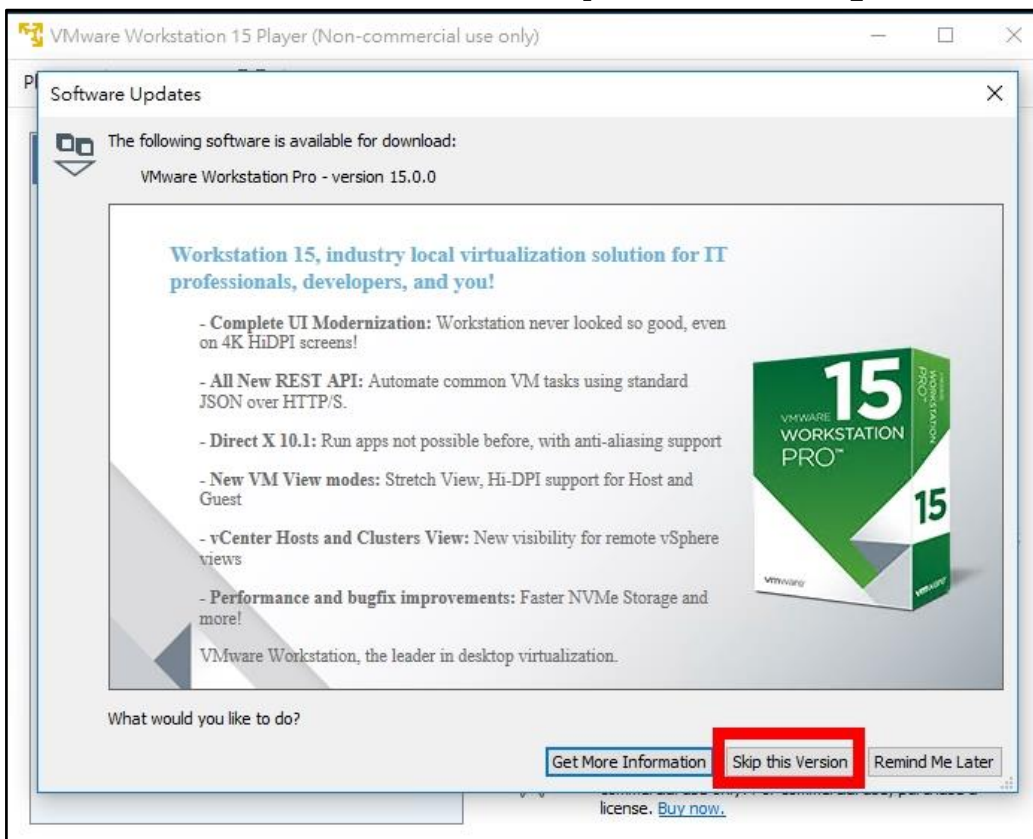 VMware Workstation 15 Player (Non-commercial use only)
Software Updates
The following software is available for download:
VMware Workstation Pro - version 15.0.0
Workstation 15, industry local virtualization solution for IT
professionals, developers, and you!
- Complete UI Modernization: Workstation never looked so good, even
on 4K HiDPI screens!
- All New REST API: Automate common VM tasks using standard
JSON over HTTP/S.
- Direct X 10.1: Run apps not possible before, with anti-aliasing support
- New VM View modes: Stretch View, Hi-DPI support for Host and
Guest
- vCenter Hosts and Clusters View: New visibility for remote vSphere
views
- Performance and bugfix improvements: Faster NVMe Storage and
more!
VMware Workstation, the leader in desktop virtualization.
VMWARE 15
WORKSTATION
PRO™
WORKSTATION
PRO™
15
vmware
vmware
What would you like to do?
Get More Information Skip this Version Remind Me Later
license. Buy now.